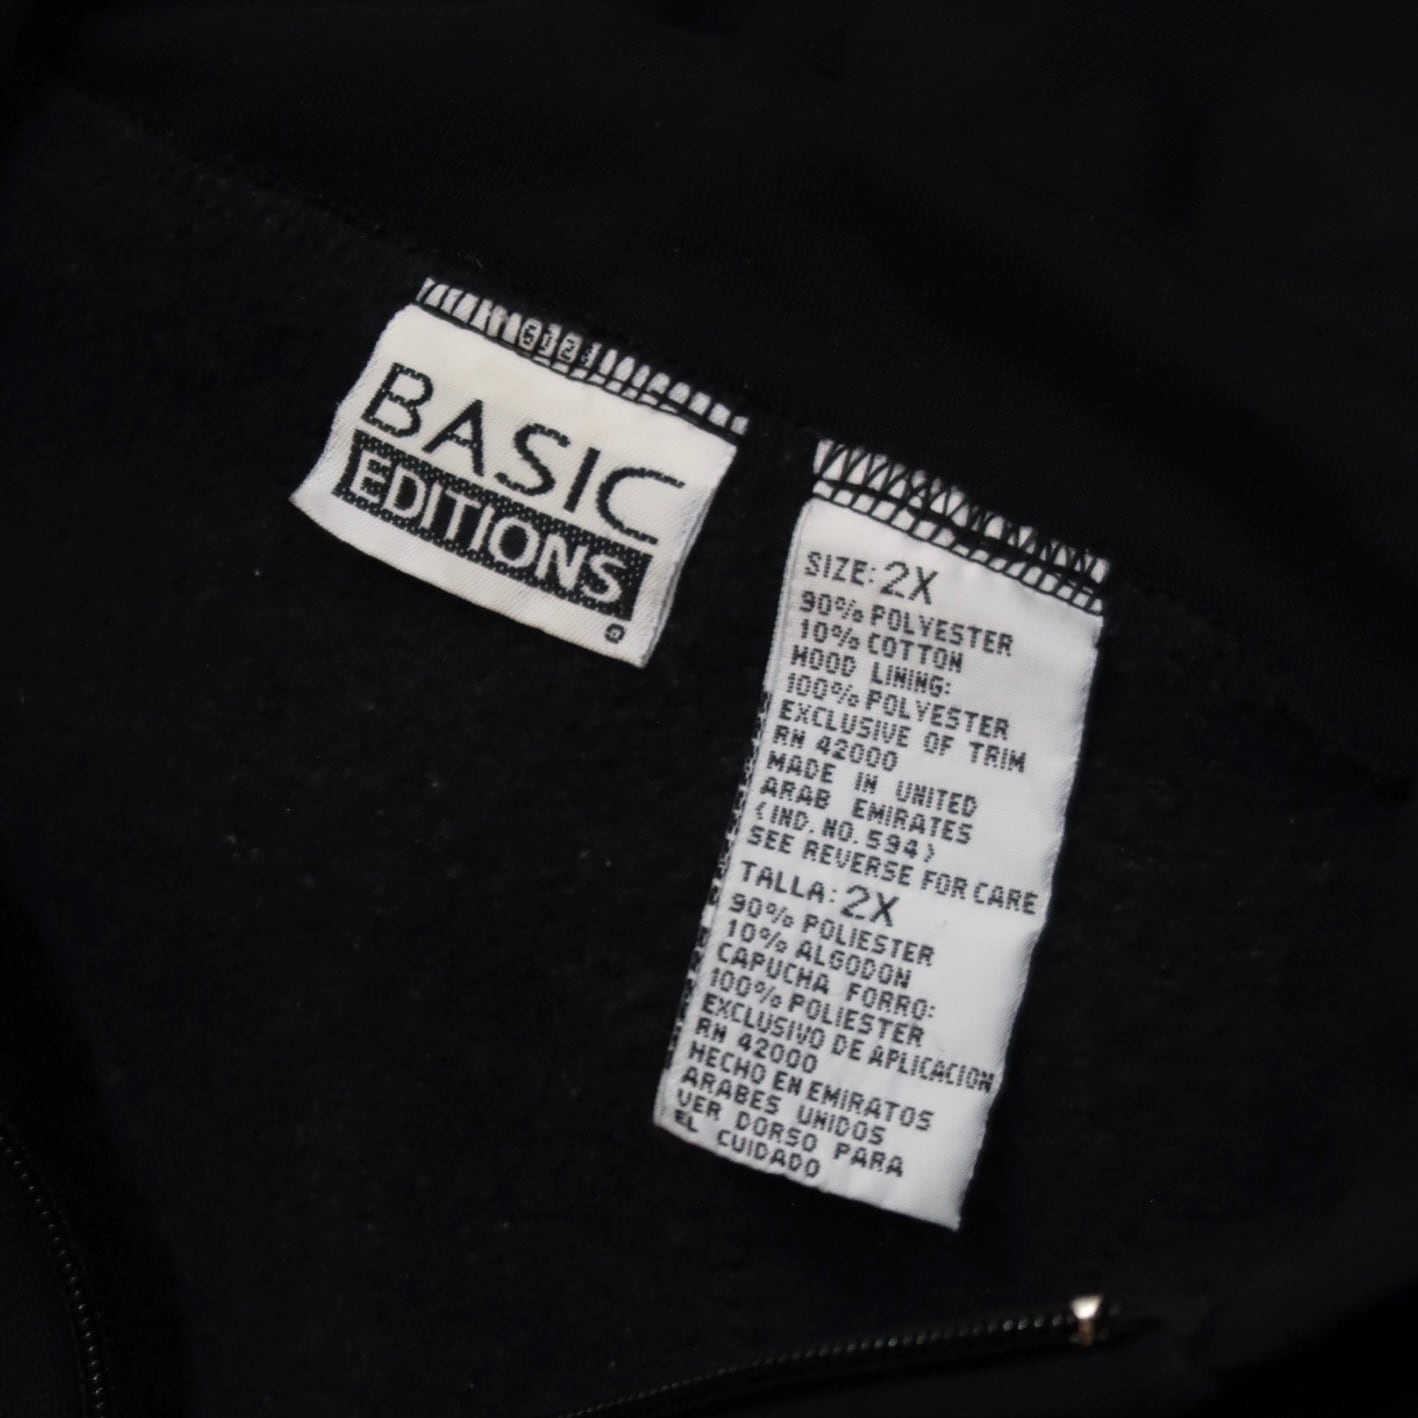 BASIC
EDITIONS
®
SIZE: 2X
90% POLYESTER
10% COTTON
HOOD LINING:
100% POLYESTER
EXCLUSIVE OF TRIM
RN 42000
MADE IN UNITED
ARAB EMIRATES
(IND. NO. 594)
SEE REVERSE FOR CARE
TALLA: 2X
90% POLIESTER
10% ALGODON
CAPUCHA FORRO:
100% POLIESTER
EXCLUSIVO DE APLICACION
RN 42000
HECHO EN EMIRATOS
ARABES UNIDOS
VER DORSO PARA
EL CUIDADO